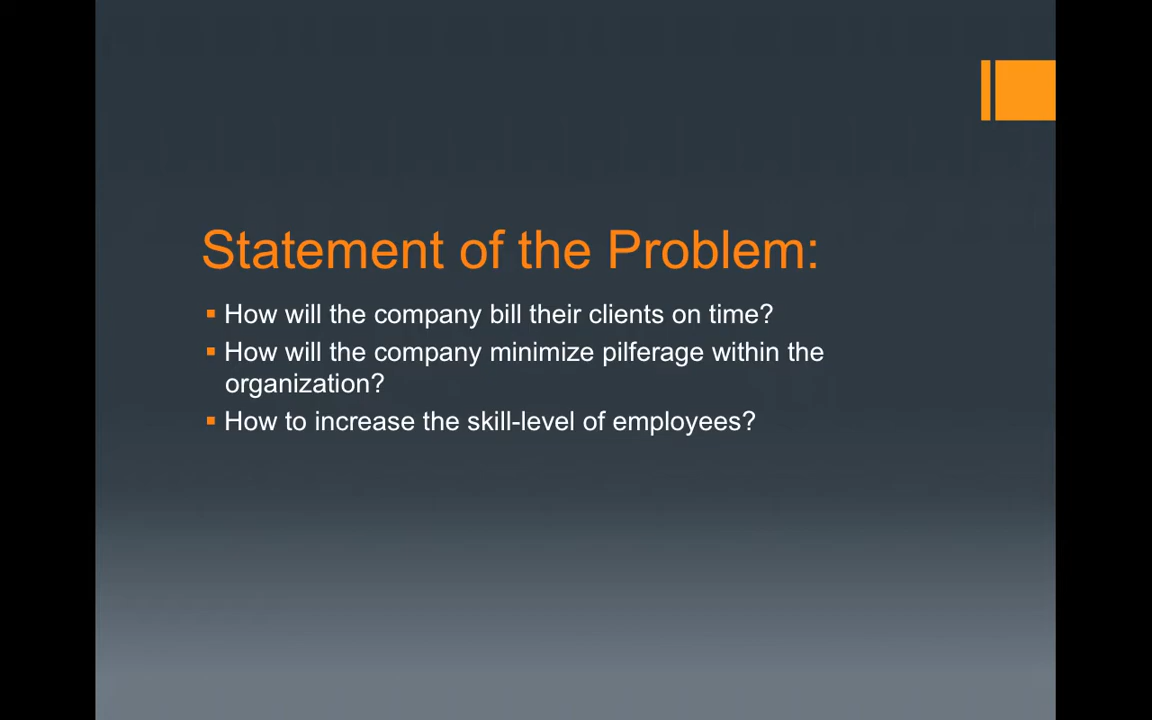 Statement of the Problem:
How will the company bill their clients on time?
How will the company minimize pilferage within the
organization?
How to increase the skill-level of employees?